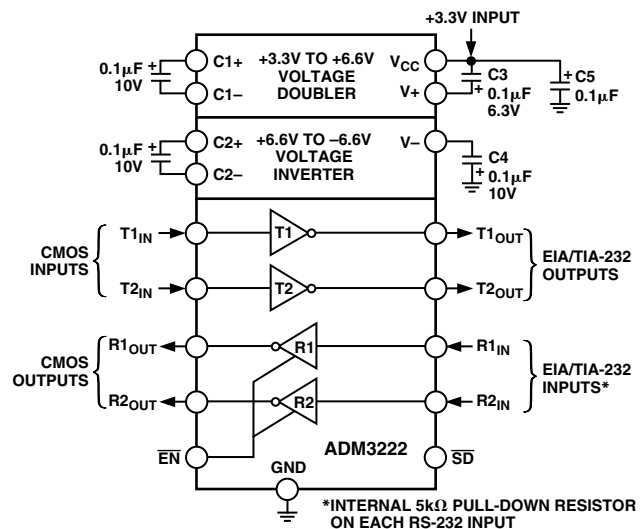 +3.3V INPUT
0.1μF
10V
+
C1+
C1–
+3.3V TO +6.6V
VOLTAGE
DOUBLER
VCC
V+
+
C3
0.1μF
6.3V
+
C5
0.1μF
0.1μF
10V
+
C2+
C2–
+6.6V TO –6.6V
VOLTAGE
INVERTER
V–
C4
+
0.1μF
10V
CMOS
INPUTS
T1IN
T1
T1OUT
T2IN
T2
T2OUT
EIA/TIA-232
OUTPUTS
CMOS
OUTPUTS
R1OUT
R1
R1IN
R2OUT
R2
R2IN
EIA/TIA-232
INPUTS*
EN
ADM3222
SD
GND
*INTERNAL 5kΩ PULL-DOWN RESISTOR
ON EACH RS-232 INPUT